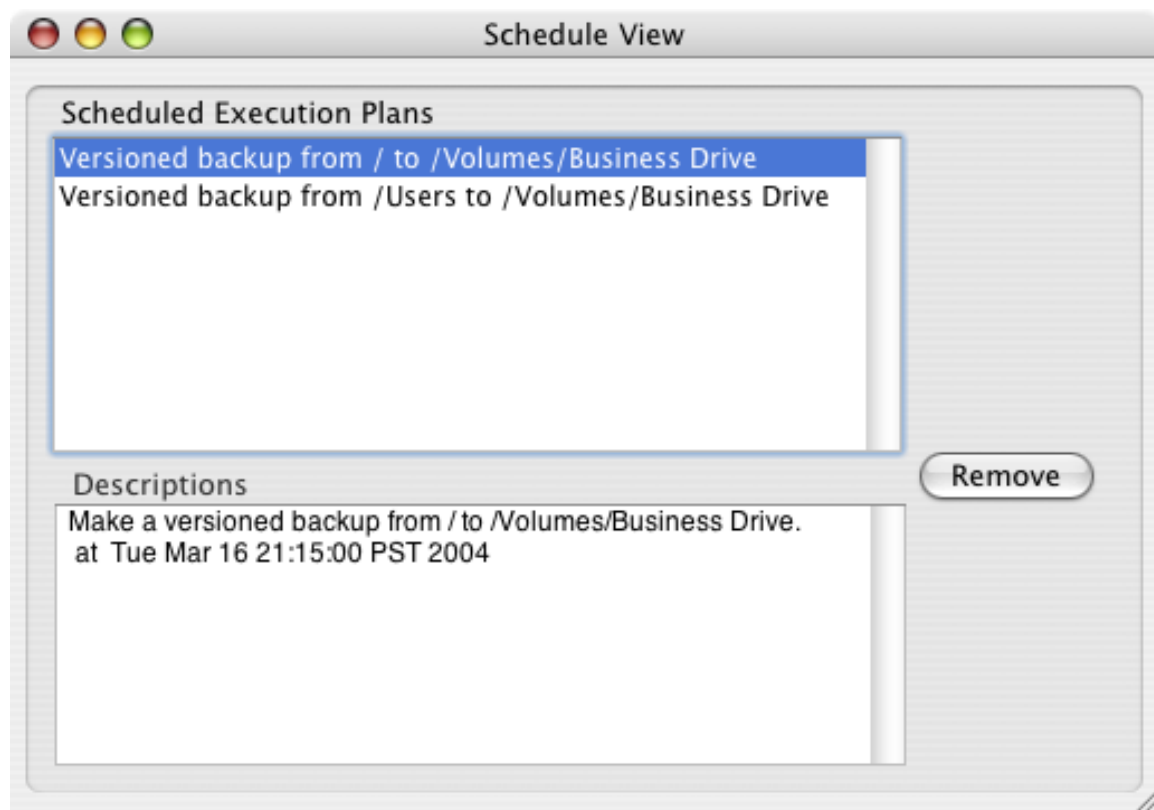 Schedule View
Scheduled Execution Plans
Versioned backup from / to /Volumes/Business Drive
Versioned backup from /Users to /Volumes/Business Drive
Remove
Descriptions
Make a versioned backup from / to /Volumes/Business Drive.
at Tue Mar 16 21:15:00 PST 2004